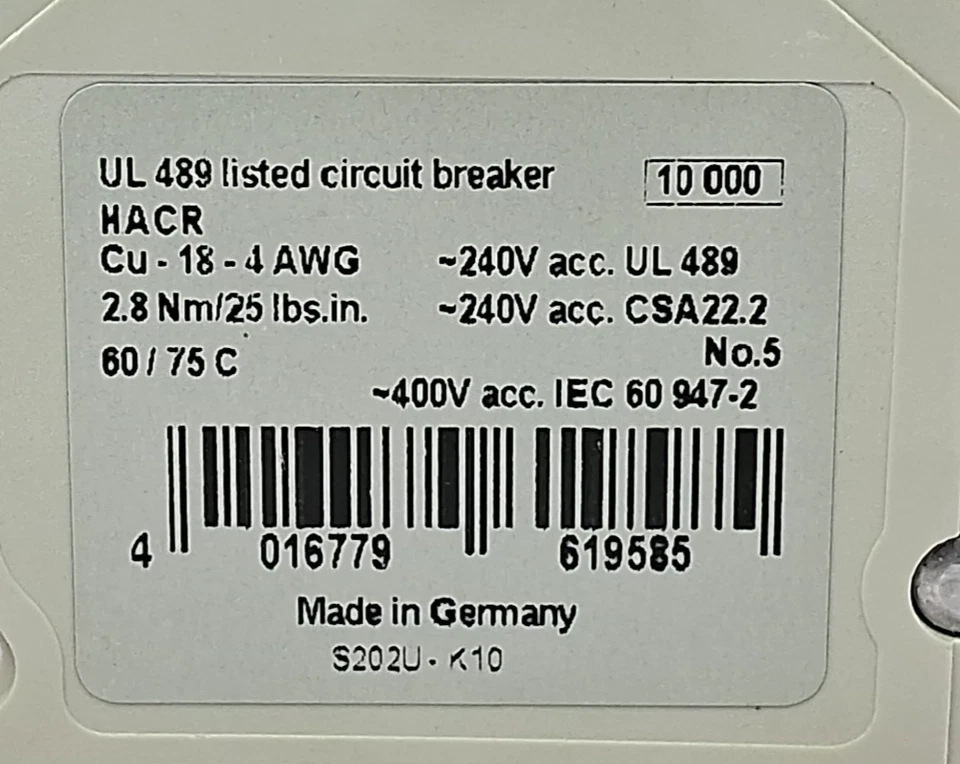 UL 489 listed circuit breaker 10 000
HACR
Cu - 18 - 4 AWG ~240V acc. UL 489
2.8 Nm/25 lbs.in. ~240V acc. CSA22.2
No.5
60 / 75 C
~400V acc. IEC 60 947-2
4 016779 619585
Made in Germany
S202U - K10